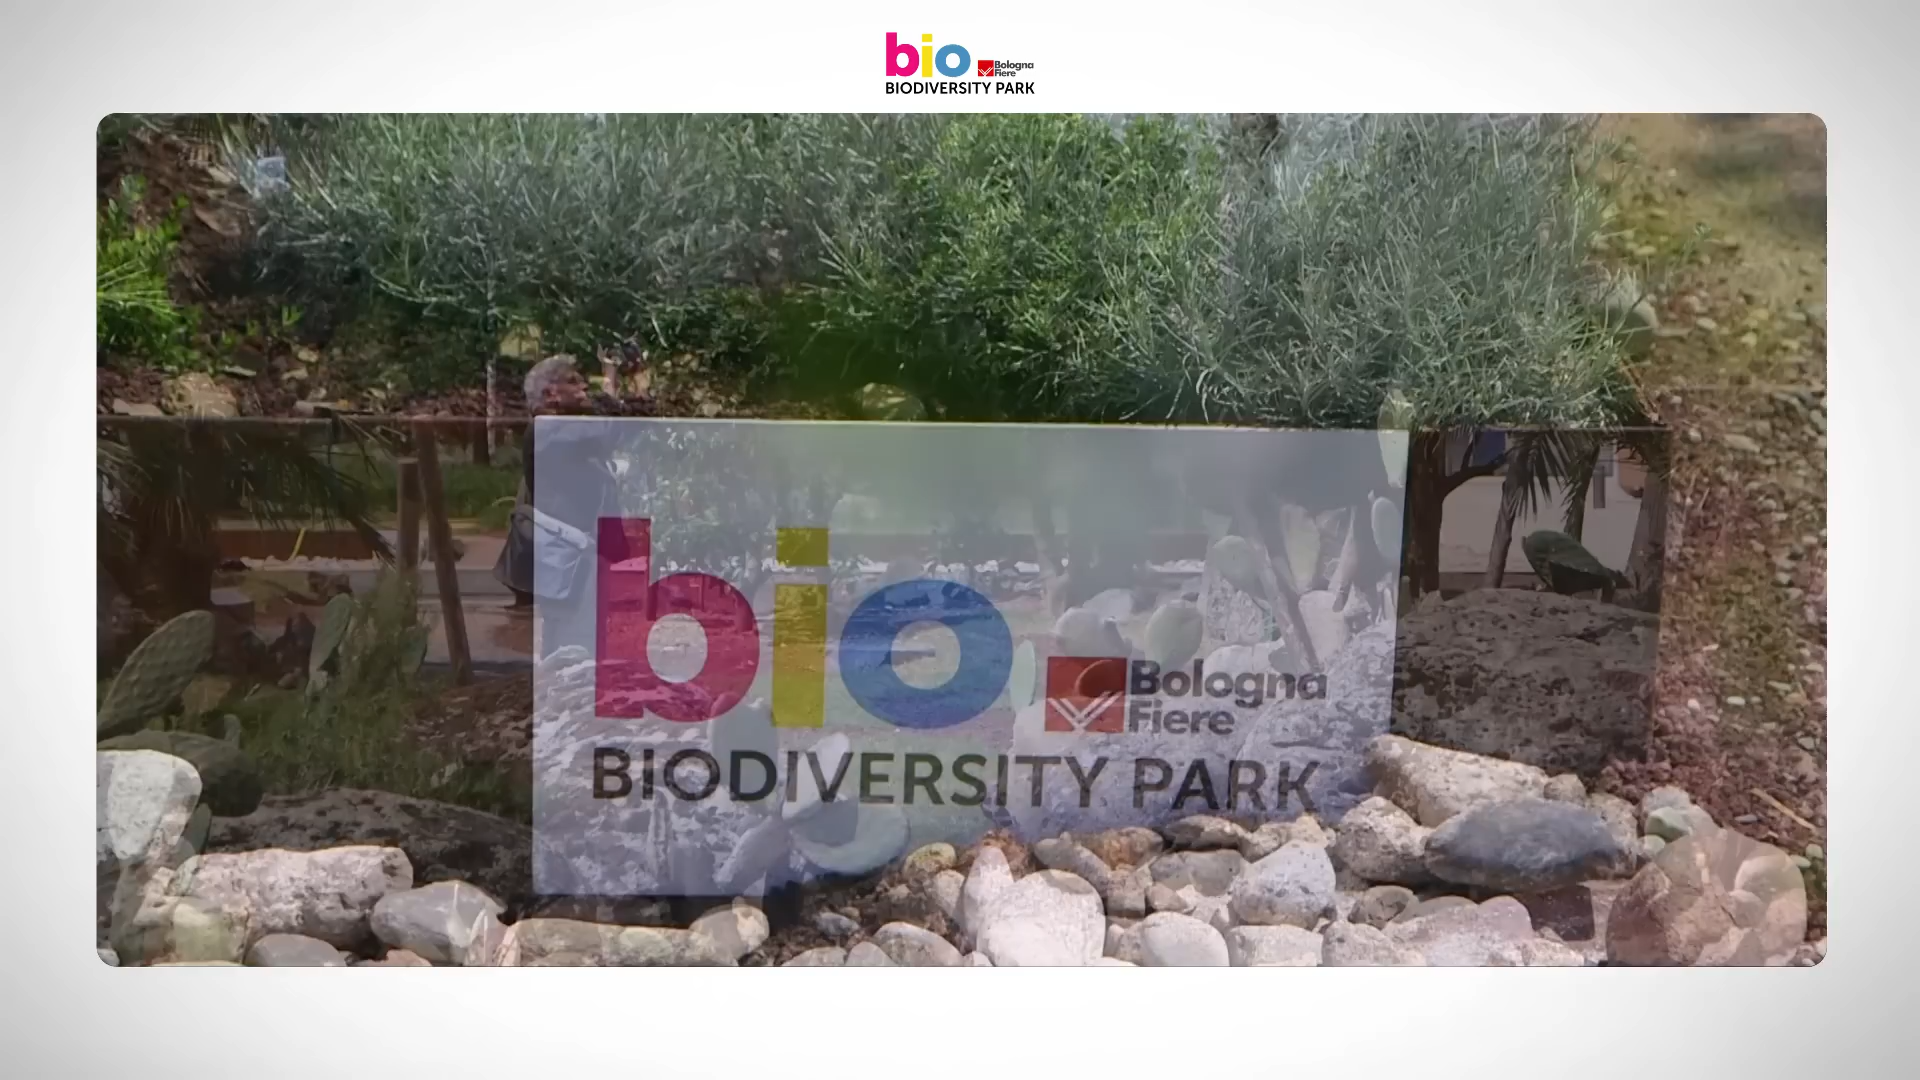 bio
Bologna
Fiere
BIODIVERSITY PARK
bio
Bologna
Fiere
BIODIVERSITY PARK